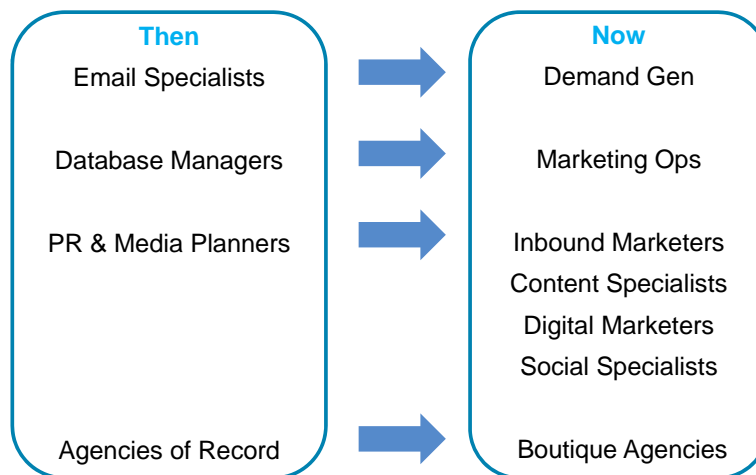 Then
Email Specialists
Database Managers
PR & Media Planners
Agencies of Record
Now
Demand Gen
Marketing Ops
Inbound Marketers
Content Specialists
Digital Marketers
Social Specialists
Boutique Agencies